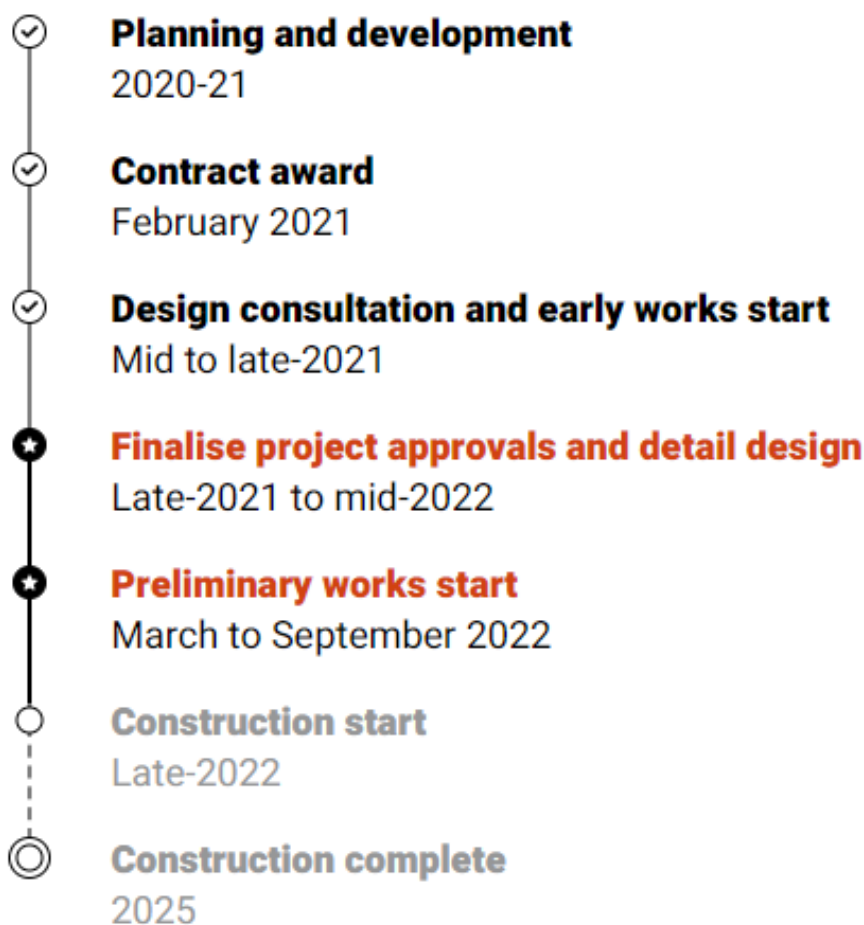 Planning and development
2020-21
Contract award
February 2021
Design consultation and early works start
Mid to late-2021
Finalise project approvals and detail design
Late-2021 to mid-2022
Preliminary works start
March to September 2022
Construction start
Late-2022
Construction complete
2025